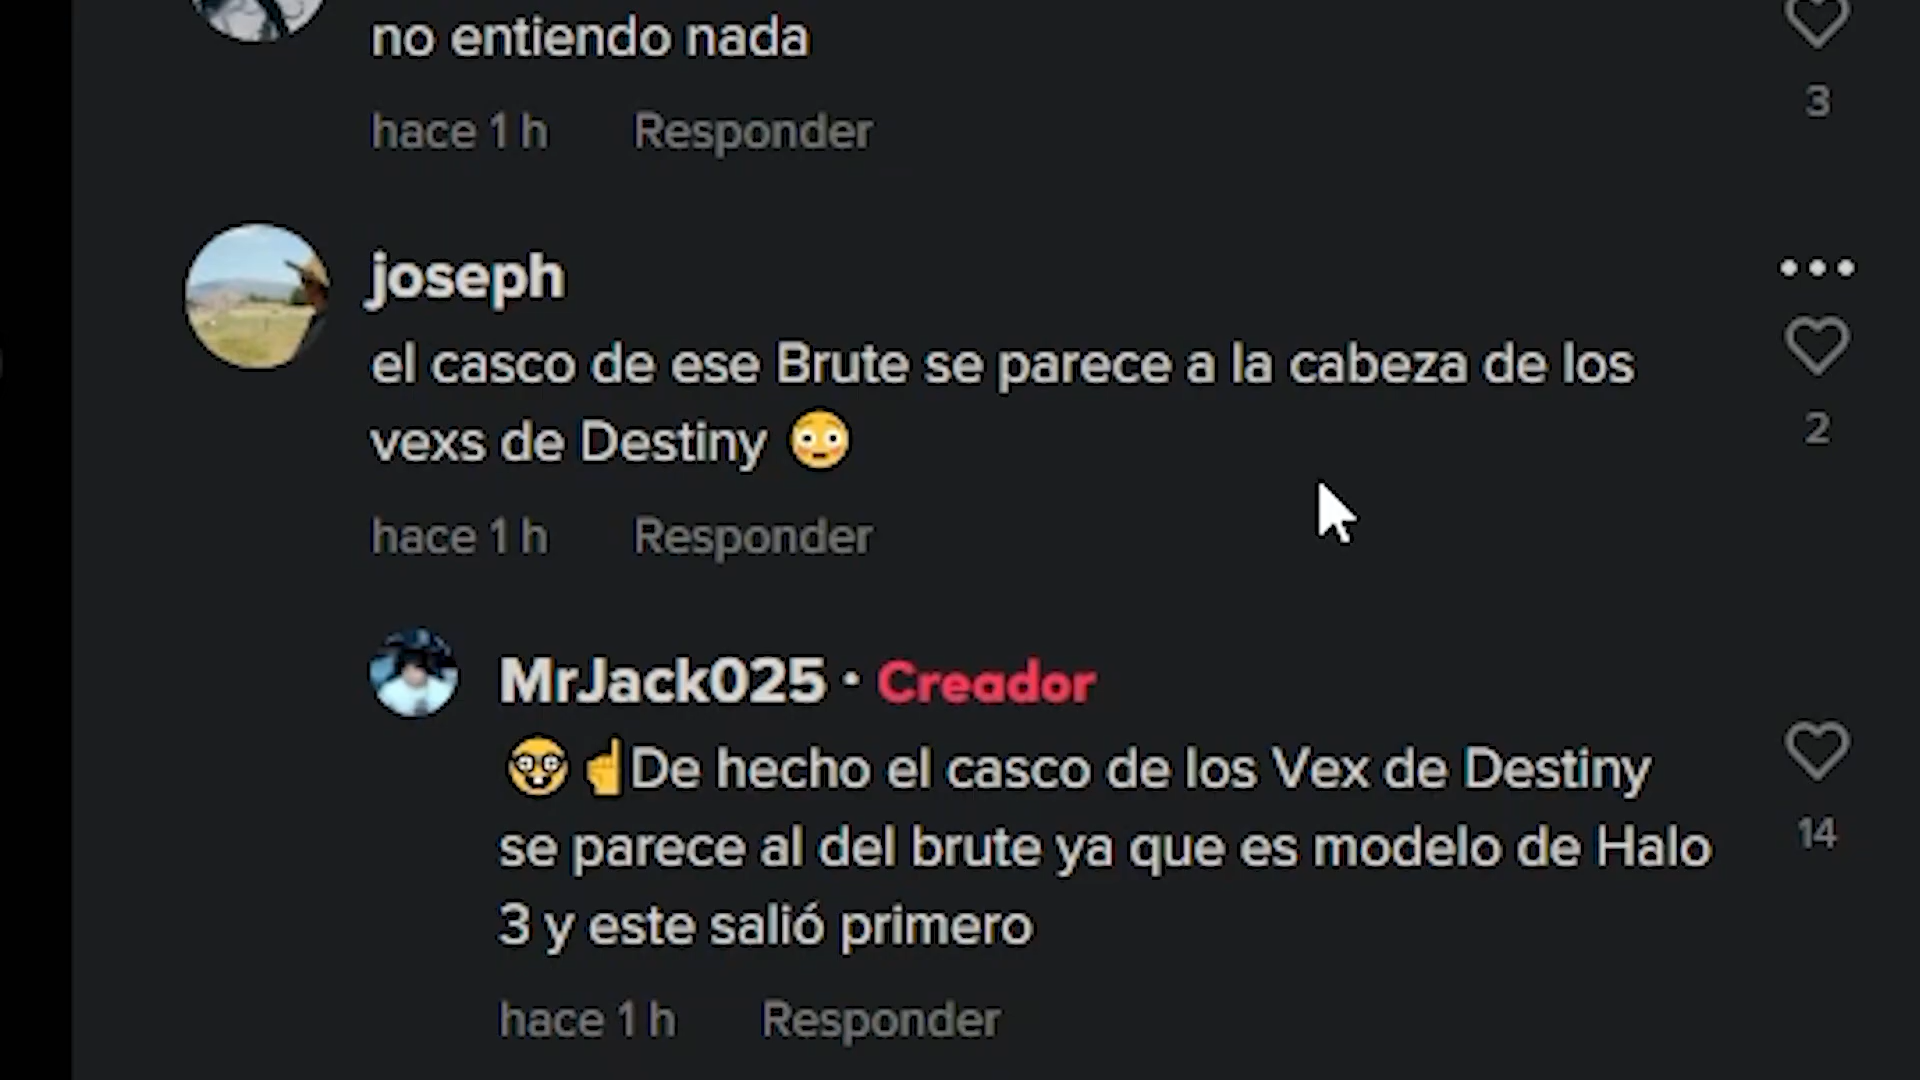 no entiendo nada
3
hace 1 h Responder
joseph
el casco de ese Brute se parece a la cabeza de los
vexs de Destiny 😳
2
hace 1 h Responder
MrJack025 · Creador
🤓☝️De hecho el casco de los Vex de Destiny
se parece al del brute ya que es modelo de Halo
3 y este salió primero
14
hace 1 h Responder